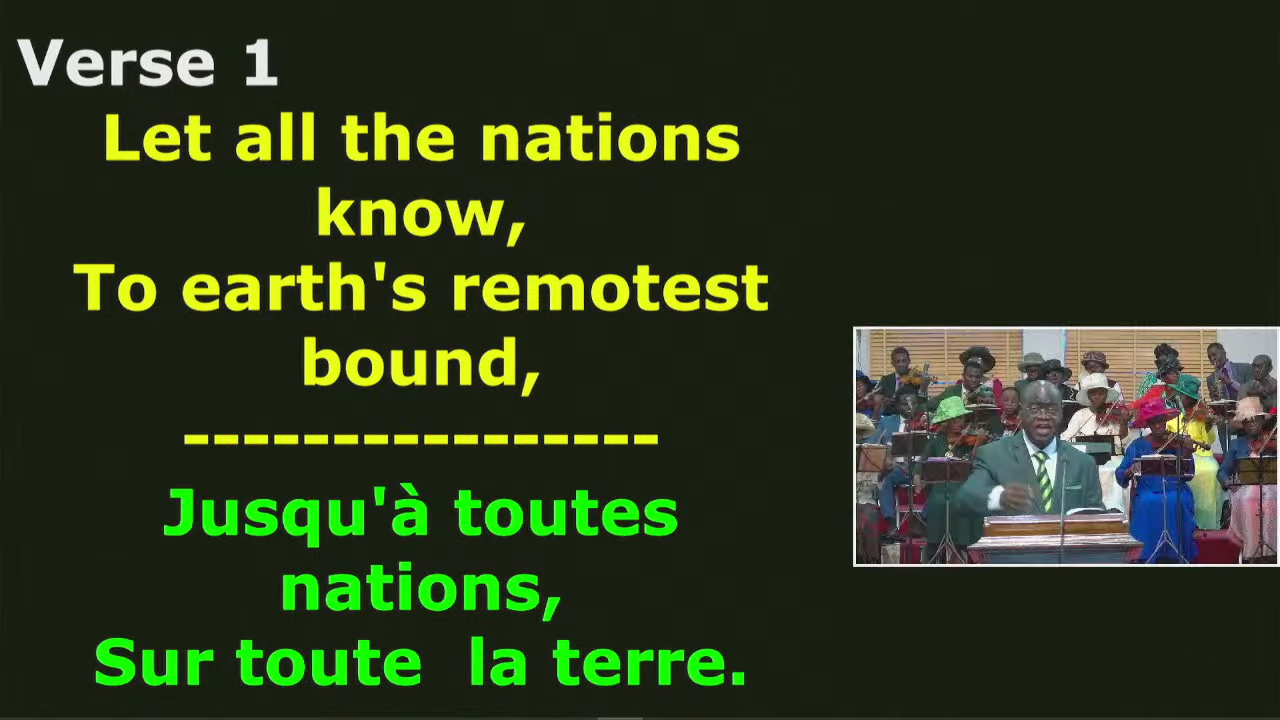 Verse 1
Let all the nations
know,
To earth's remotest
bound,
----------------
Jusqu'à toutes
nations,
Sur toute  la terre.